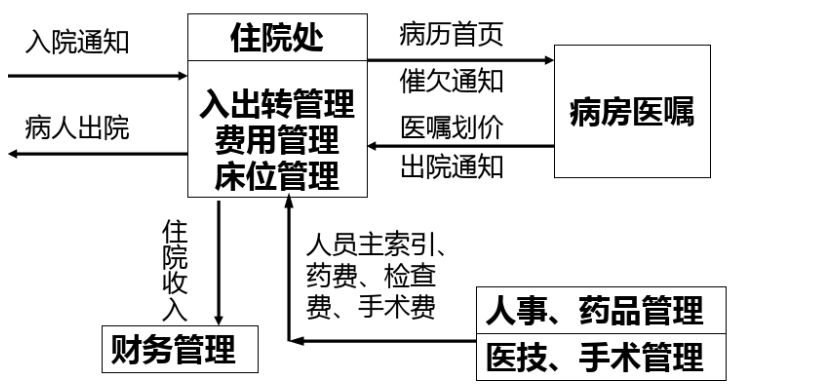 入院通知
病人出院
住院处
入出转管理
费用管理
床位管理
病历首页
催欠通知
医嘱划价
出院通知
病房医嘱
住院收入
人员主索引、
药费、检查
费、手术费
财务管理
人事、药品管理
医技、手术管理